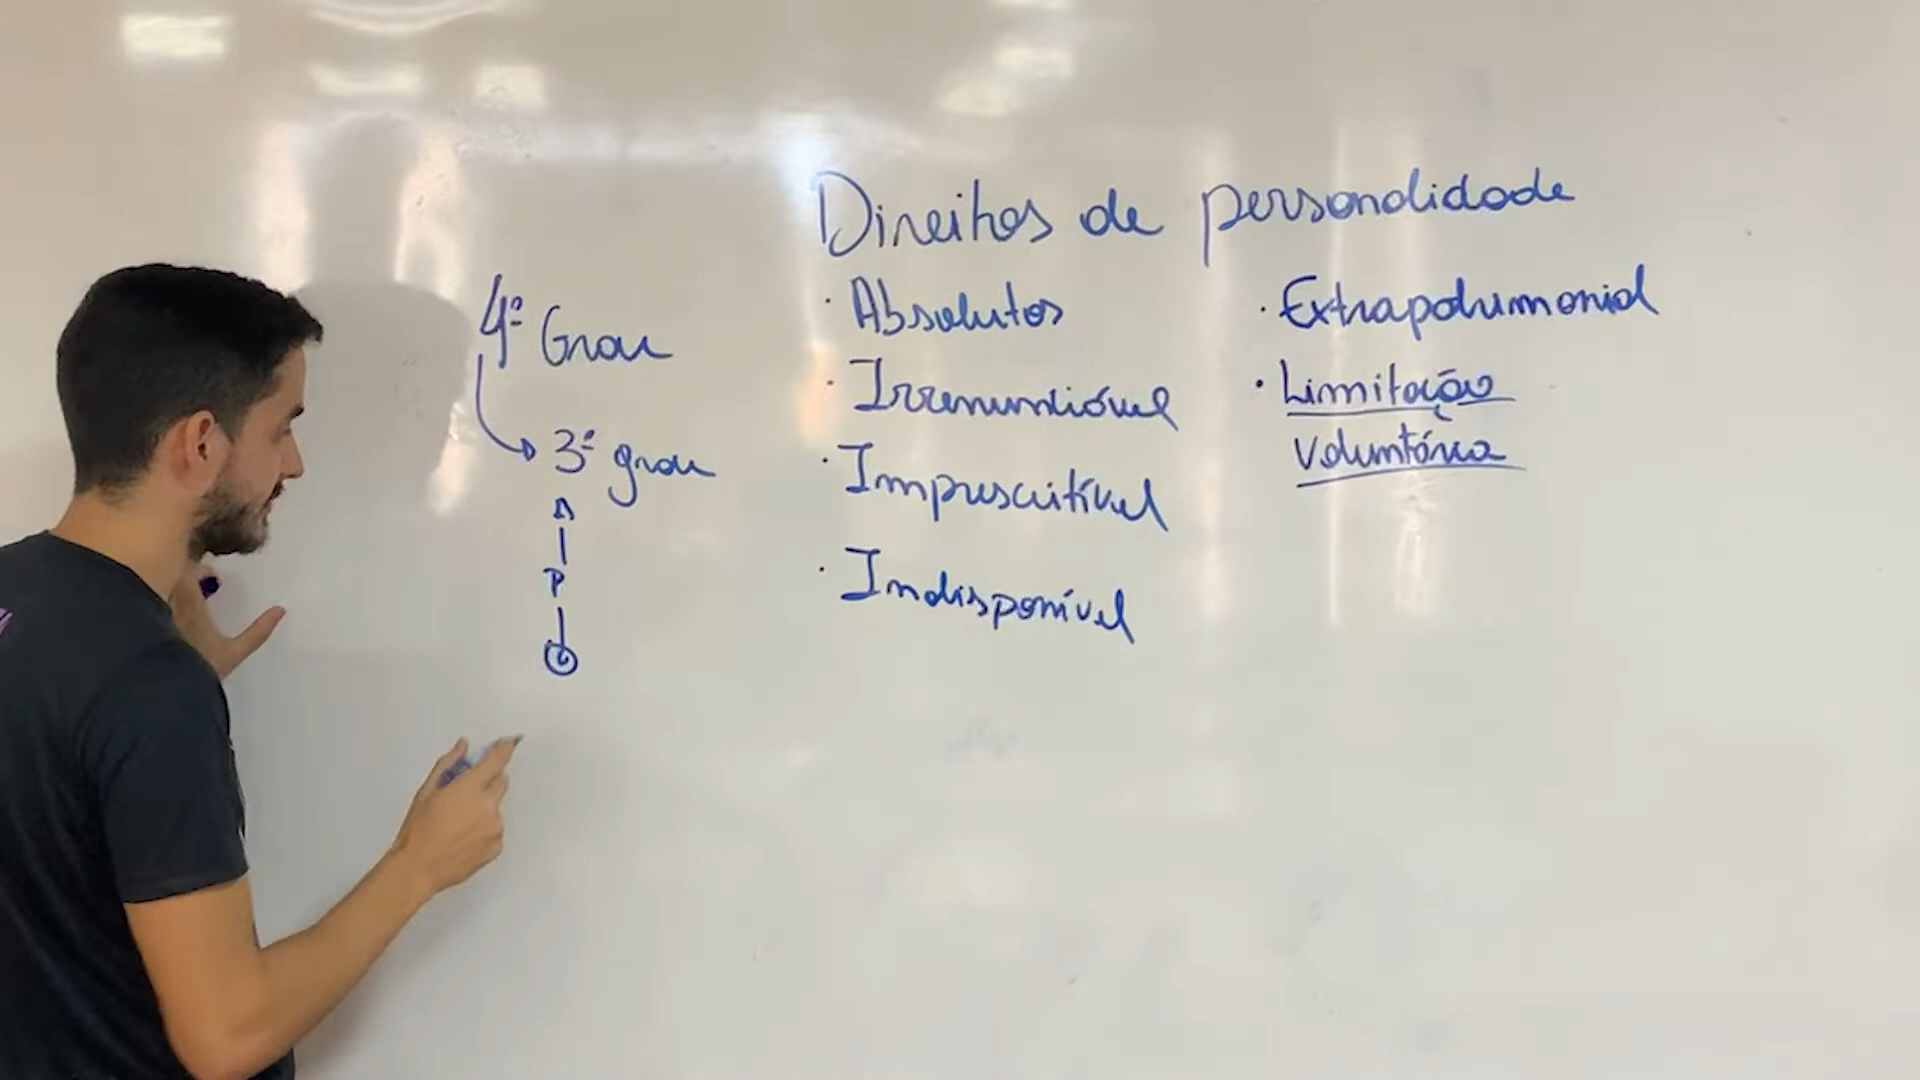 4º Grau
3º grau
P
Direitos de personalidade
· Absolutos
· Irrenunciável
· Imprescritível
· Indisponível
· Extrapatrimonial
· Limitação
voluntária